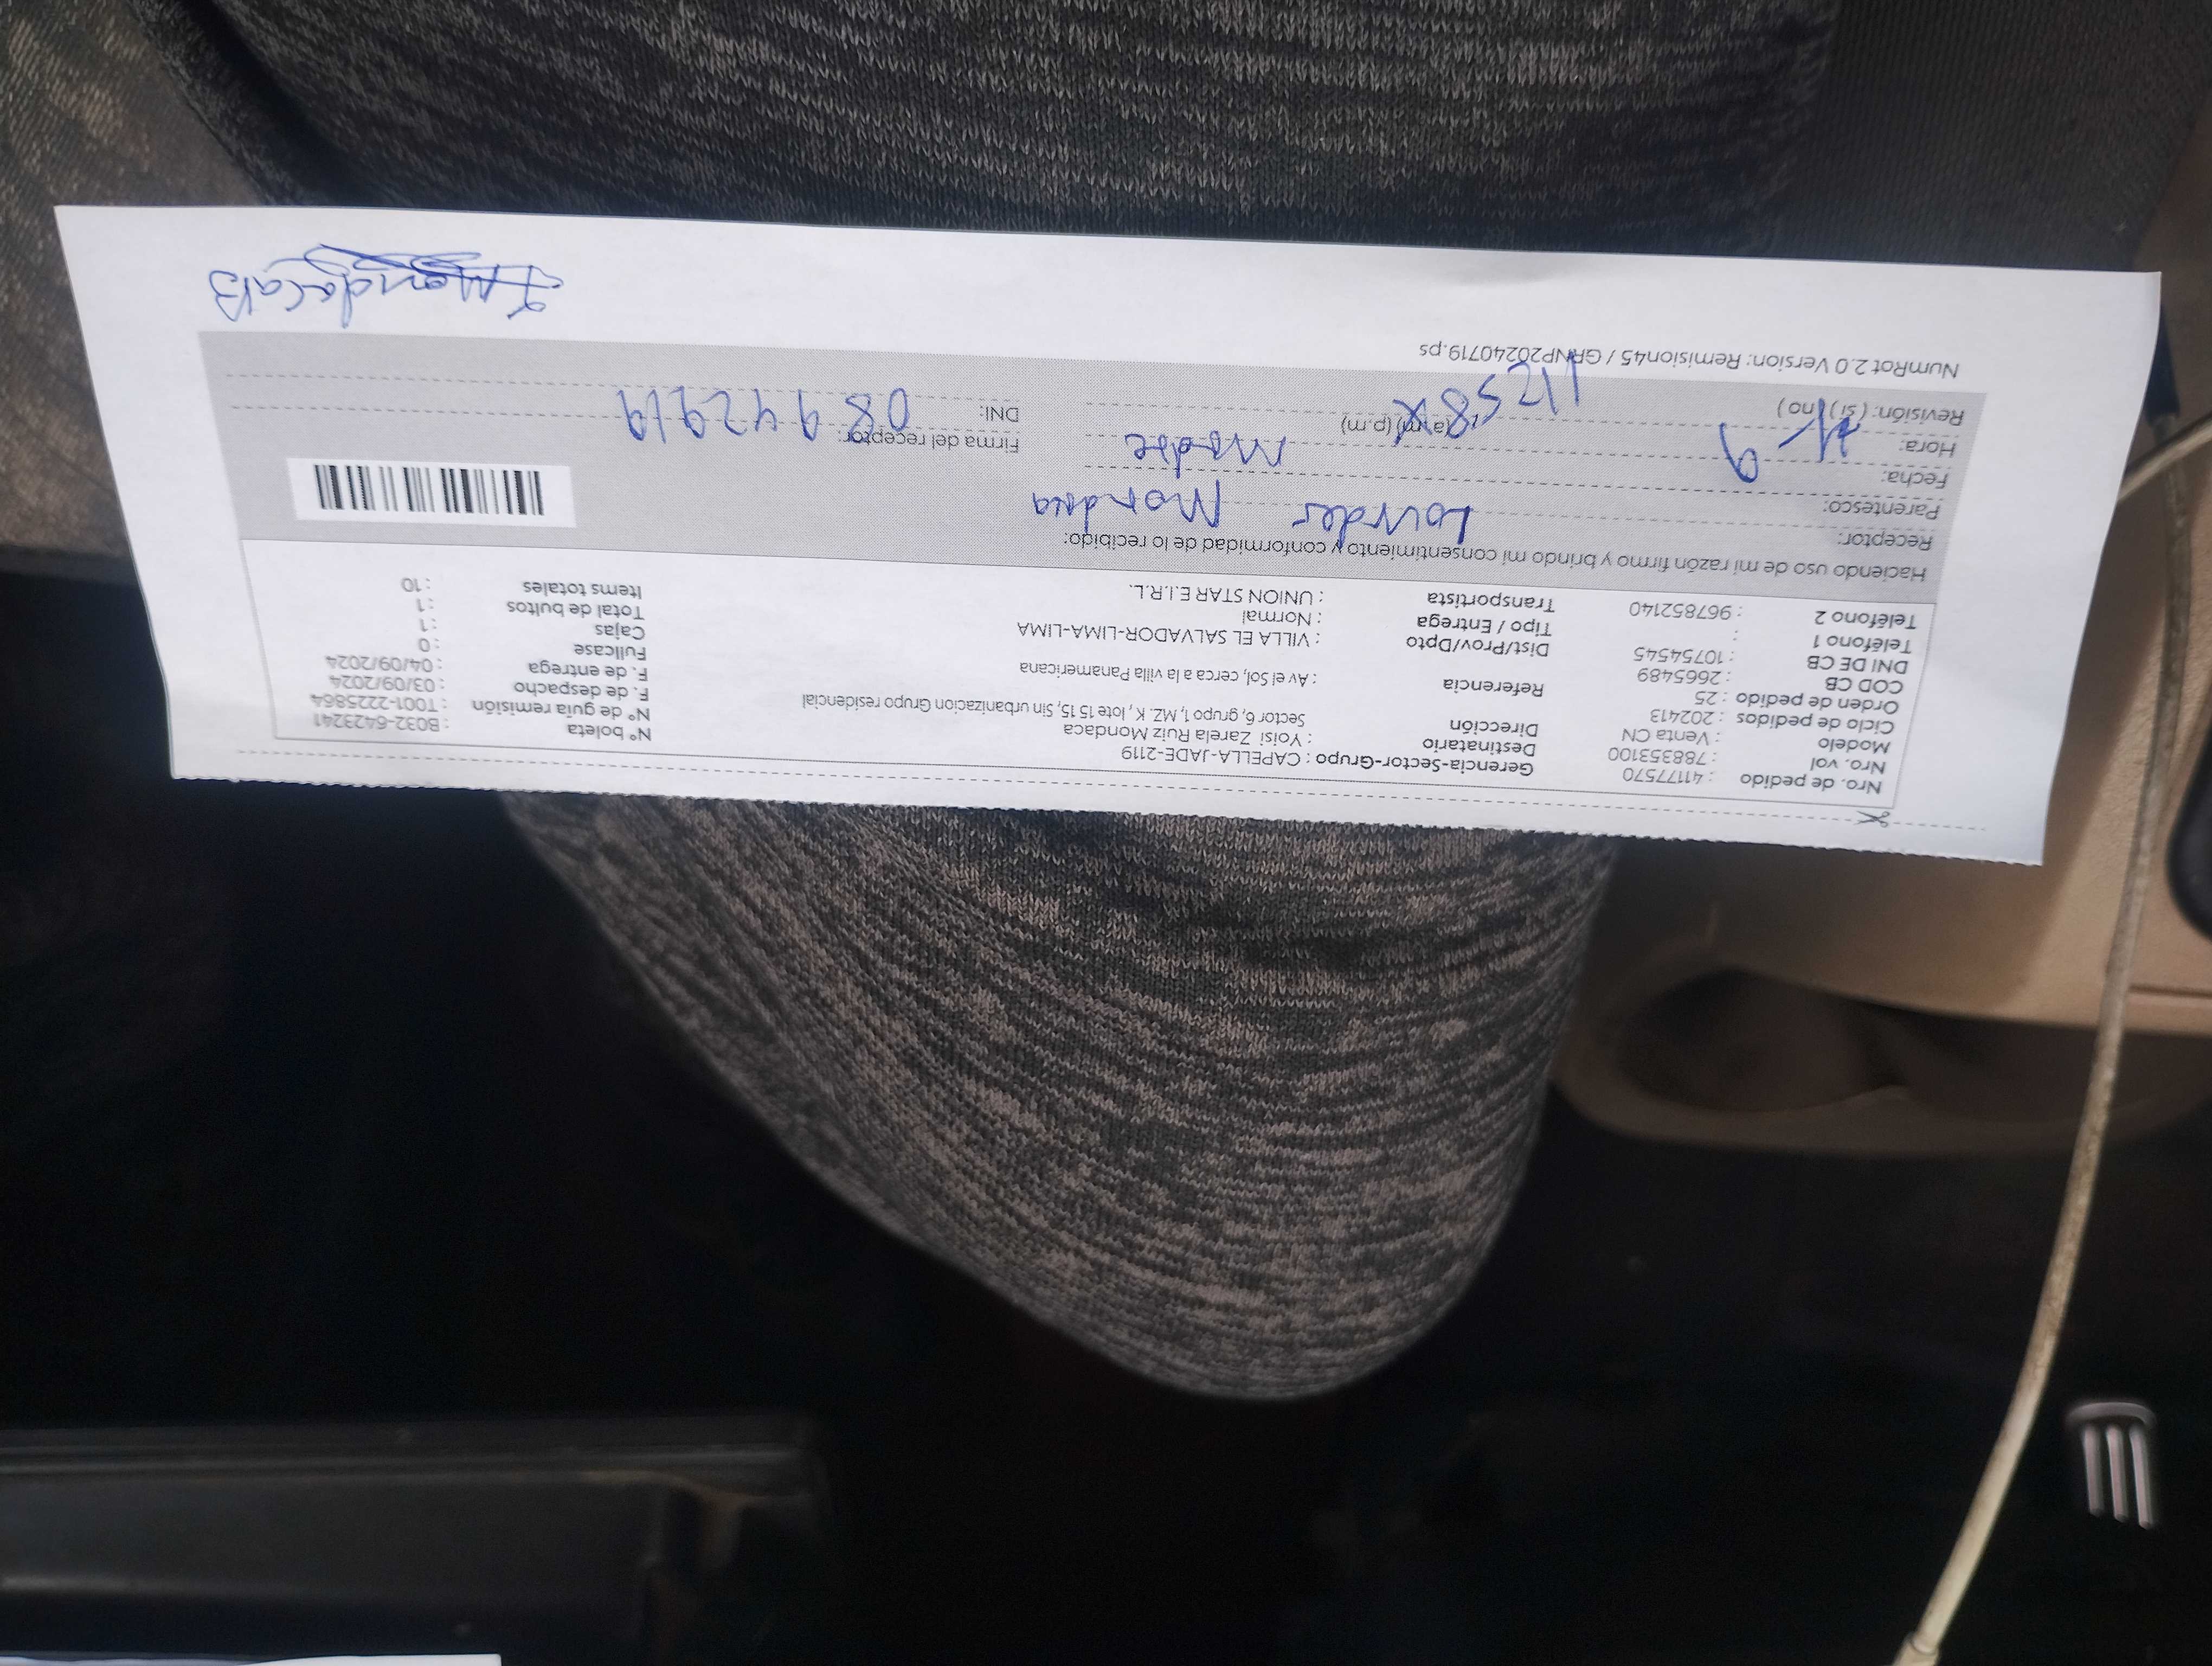 Nro. de pedido : 41177570
Nro. vol : 788353100
Modelo : Venta CN
Ciclo de pedidos : 202413
Orden de pedido : 25
COD CB : 2665489
DNI DE CB : 10754545
Teléfono 1 :
Teléfono 2 : 967852140
Gerencia-Sector-Grupo : CAPELLA-JADE-2119
Destinatario : Yoisi Zarela Ruiz Mondaca
Dirección Sector 6, grupo 1, MZ. K , lote 15 15, Sin urbanizacion Grupo residencial
Referencia : Av el Sol, cerca a la villa Panamericana
Dist/Prov/Dpto : VILLA EL SALVADOR-LIMA-LIMA
Tipo / Entrega : Normal
Transportista : UNION STAR E.I.R.L.
N° boleta : B032-6423241
N° de guía remisión : T001-2225864
F. de despacho : 03/09/2024
F. de entrega : 04/09/2024
Fullcase : 0
Cajas : 1
Total de bultos : 1
Items totales : 10
Haciendo uso de mi razón firmo y brindo mi consentimiento y conformidad de lo recibido:
Receptor: Lourdes
Parentesco: Madre
Fecha: 9
Hora: (a.m) (p.m)
Revisión: ( si ) ( no )
Firma del receptor:
DNI: 08942919
NumRot 2.0 Version: Remision45 / GRNP20240719.ps